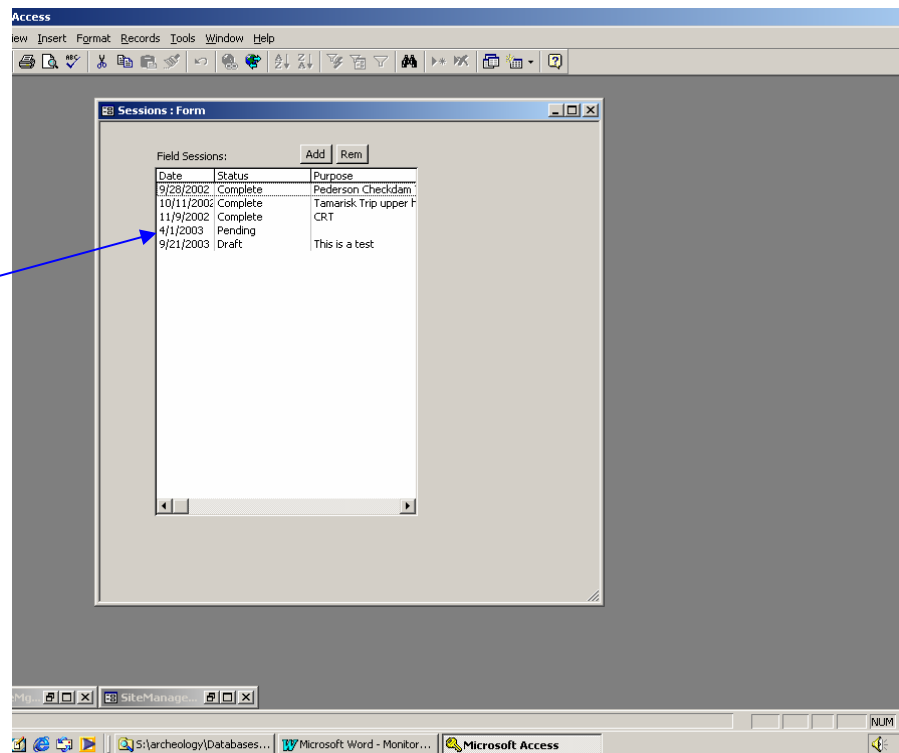 Access
iew Insert Format Records Tools Window Help
Sessions : Form
Field Sessions: Add Rem
Date Status Purpose
9/28/2002 Complete Pederson Checkdam
10/11/2002 Complete Tamarisk Trip upper
11/9/2002 Complete CRT
4/1/2003 Pending
9/21/2003 Draft This is a test
eMg... SiteManage...
NUM
S:\archeology\Databases... Microsoft Word - Monitor... Microsoft Access